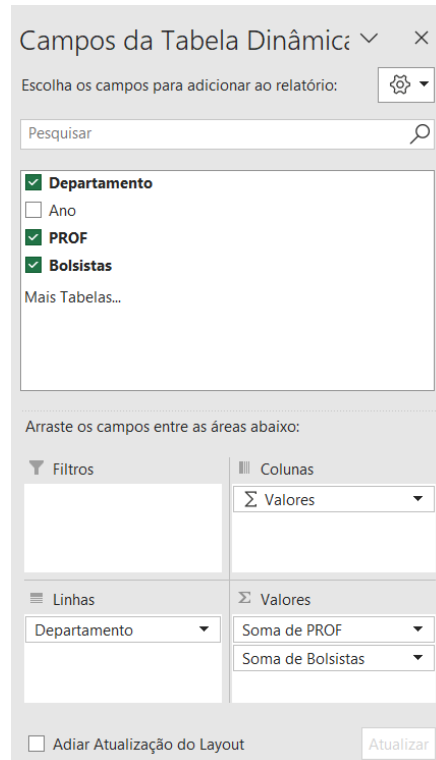 Campos da Tabela Dinâmica
Escolha os campos para adicionar ao relatório:
Pesquisar
Departamento
Ano
PROF
Bolsistas
Mais Tabelas...
Arraste os campos entre as áreas abaixo:
Filtros
Colunas
Σ Valores
Linhas
Σ Valores
Departamento
Soma de PROF
Soma de Bolsistas
Adiar Atualização do Layout
Atualizar